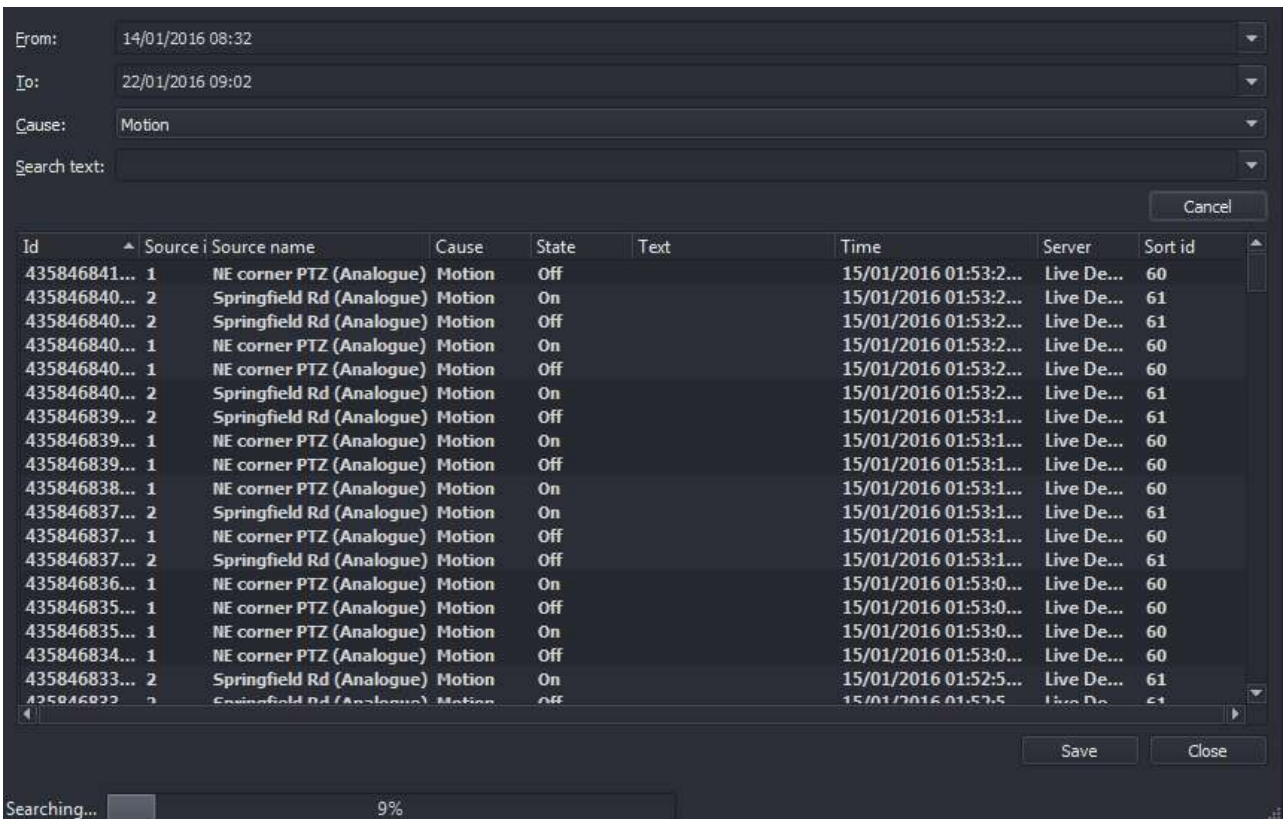 From: 14/01/2016 08:32
To: 22/01/2016 09:02
Cause: Motion
Search text:
Cancel
Id Source i Source name Cause State Text Time Server Sort id
435846841... 1 NE corner PTZ (Analogue) Motion Off 15/01/2016 01:53:2... Live De... 60
435846840... 2 Springfield Rd (Analogue) Motion On 15/01/2016 01:53:2... Live De... 61
435846840... 2 Springfield Rd (Analogue) Motion Off 15/01/2016 01:53:2... Live De... 61
435846840... 1 NE corner PTZ (Analogue) Motion On 15/01/2016 01:53:2... Live De... 60
435846840... 1 NE corner PTZ (Analogue) Motion Off 15/01/2016 01:53:2... Live De... 60
435846840... 2 Springfield Rd (Analogue) Motion On 15/01/2016 01:53:2... Live De... 61
435846839... 2 Springfield Rd (Analogue) Motion Off 15/01/2016 01:53:1... Live De... 61
435846839... 1 NE corner PTZ (Analogue) Motion On 15/01/2016 01:53:1... Live De... 60
435846839... 1 NE corner PTZ (Analogue) Motion Off 15/01/2016 01:53:1... Live De... 60
435846838... 1 NE corner PTZ (Analogue) Motion On 15/01/2016 01:53:1... Live De... 60
435846837... 2 Springfield Rd (Analogue) Motion On 15/01/2016 01:53:1... Live De... 61
435846837... 1 NE corner PTZ (Analogue) Motion Off 15/01/2016 01:53:1... Live De... 60
435846837... 2 Springfield Rd (Analogue) Motion Off 15/01/2016 01:53:1... Live De... 61
435846836... 1 NE corner PTZ (Analogue) Motion On 15/01/2016 01:53:0... Live De... 60
435846835... 1 NE corner PTZ (Analogue) Motion Off 15/01/2016 01:53:0... Live De... 60
435846835... 1 NE corner PTZ (Analogue) Motion On 15/01/2016 01:53:0... Live De... 60
435846834... 1 NE corner PTZ (Analogue) Motion Off 15/01/2016 01:53:0... Live De... 60
435846833... 2 Springfield Rd (Analogue) Motion On 15/01/2016 01:52:5... Live De... 61
2 Springfield Rd (Analogue) Motion Off 15/01/2016 01:52:5... Live De... 61
Save Close
Searching... 9%